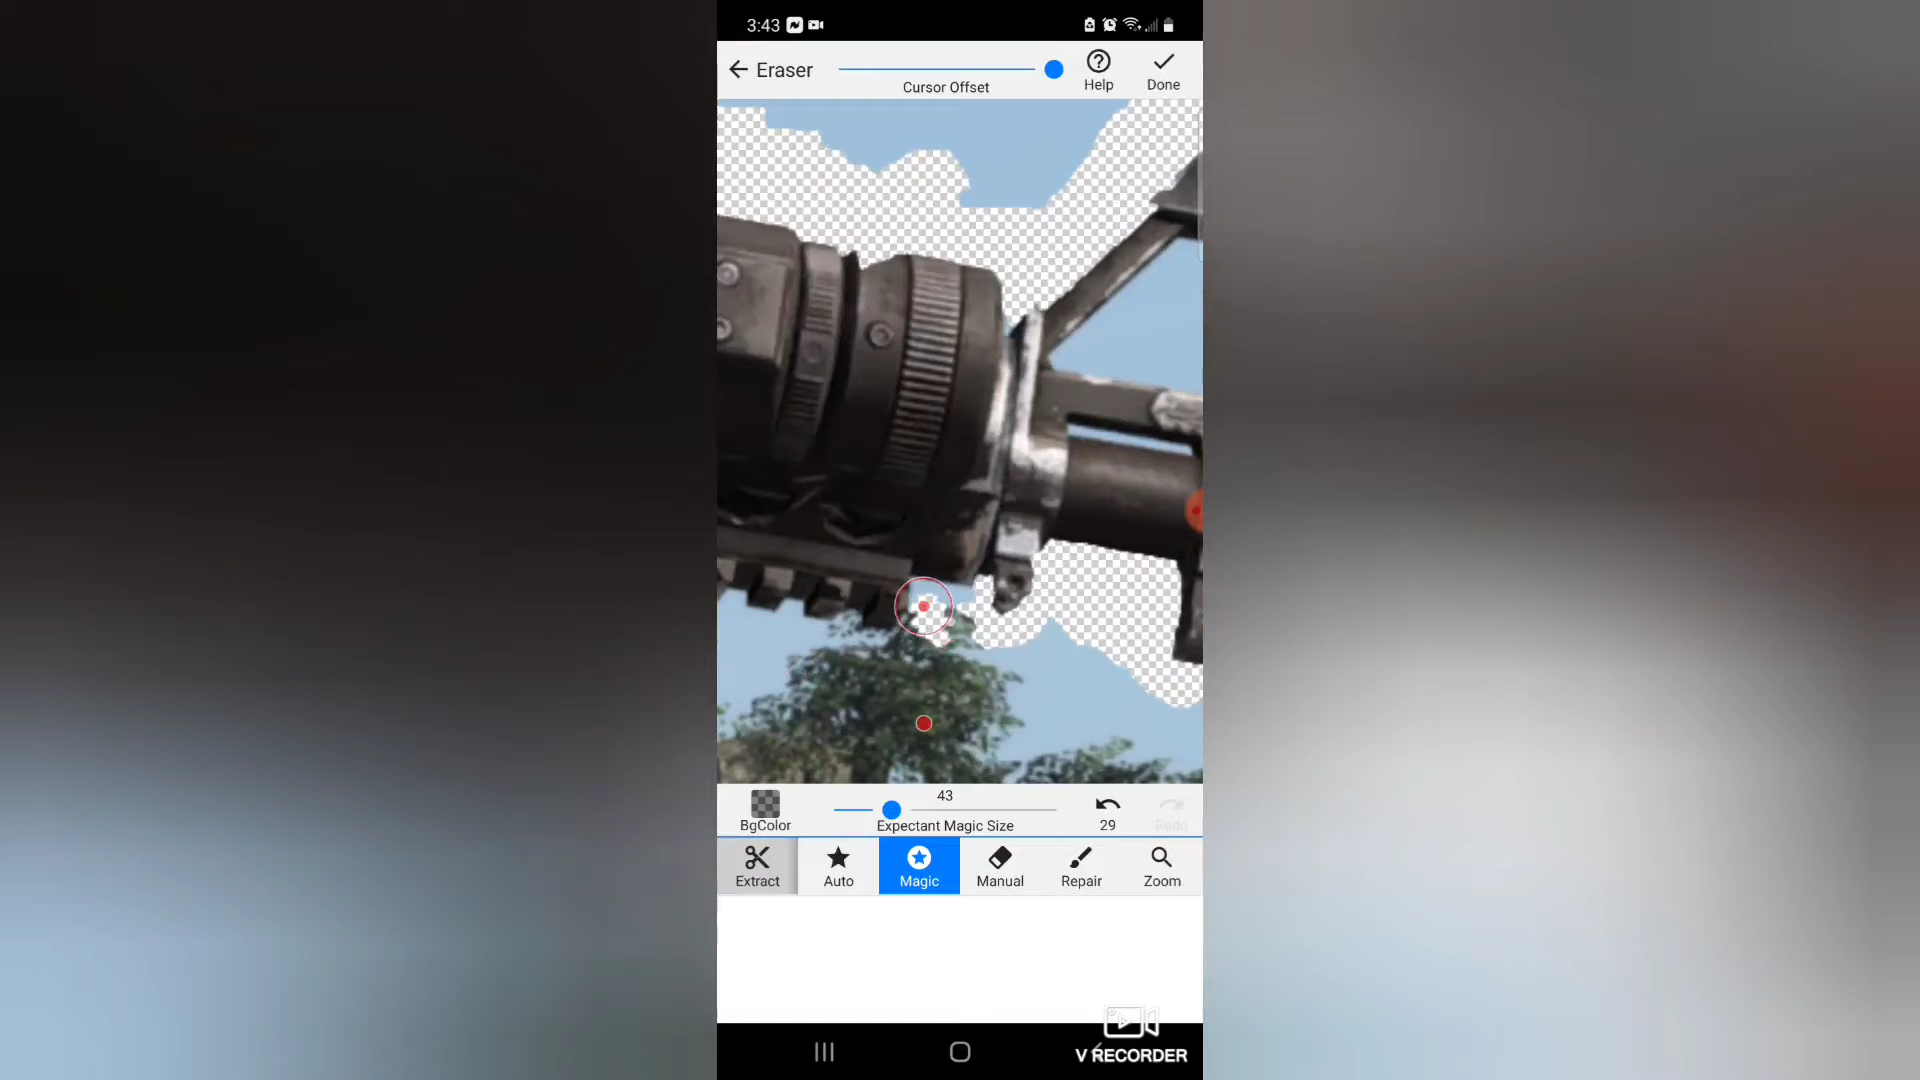 3:43
Eraser
Cursor Offset
Help
Done
43
BgColor
Expectant Magic Size
29
Redo
Extract
Auto
Magic
Manual
Repair
Zoom
V RECORDER